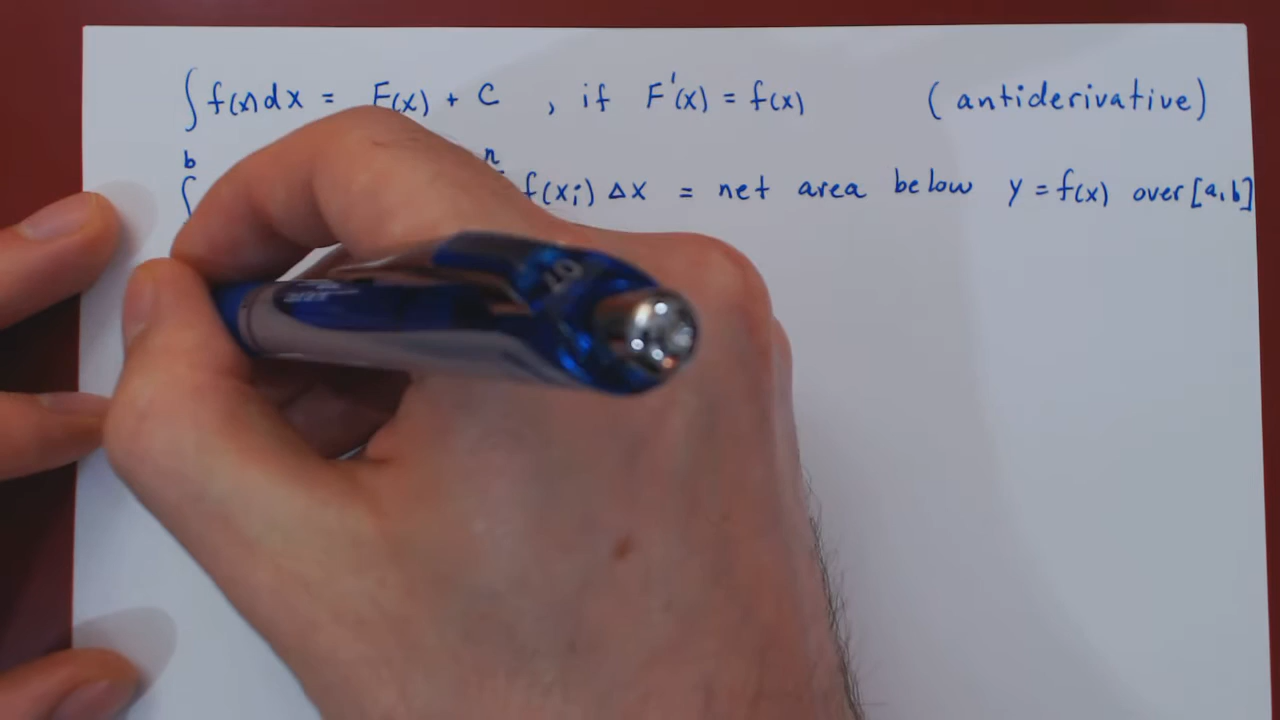 ∫ f(x)dx = F(x) + C , if F'(x) = f(x) (antiderivative)
∫ b n f(xᵢ) Δx = net area below y = f(x) over [a,b]